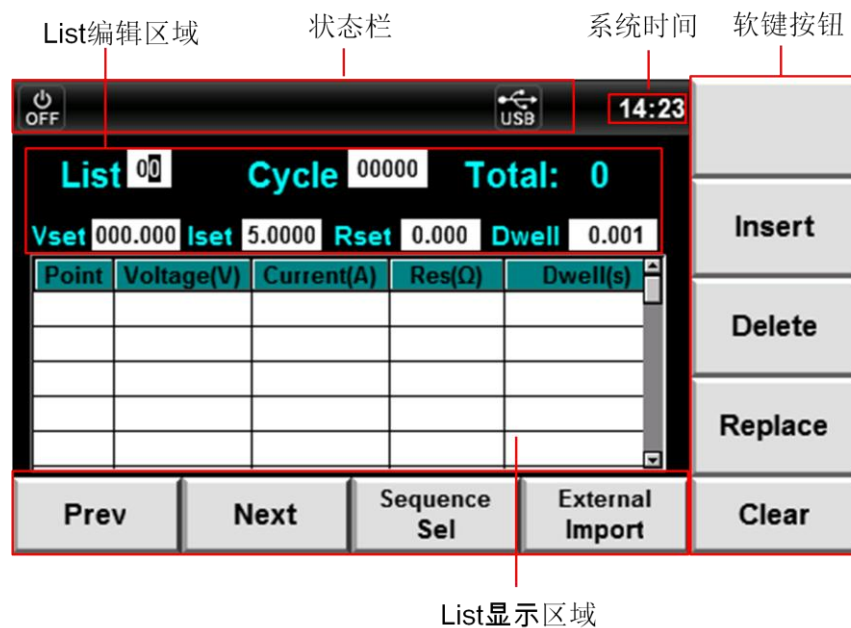 List编辑区域 状态栏 系统时间 软键按钮
OFF USB 14:23
List 00 Cycle 00000 Total: 0
Vset 000.000 Iset 5.0000 Rset 0.000 Dwell 0.001
Point Voltage(V) Current(A) Res(Ω) Dwell(s)
Insert
Delete
Replace
Prev Next Sequence Sel External Import Clear
List显示区域